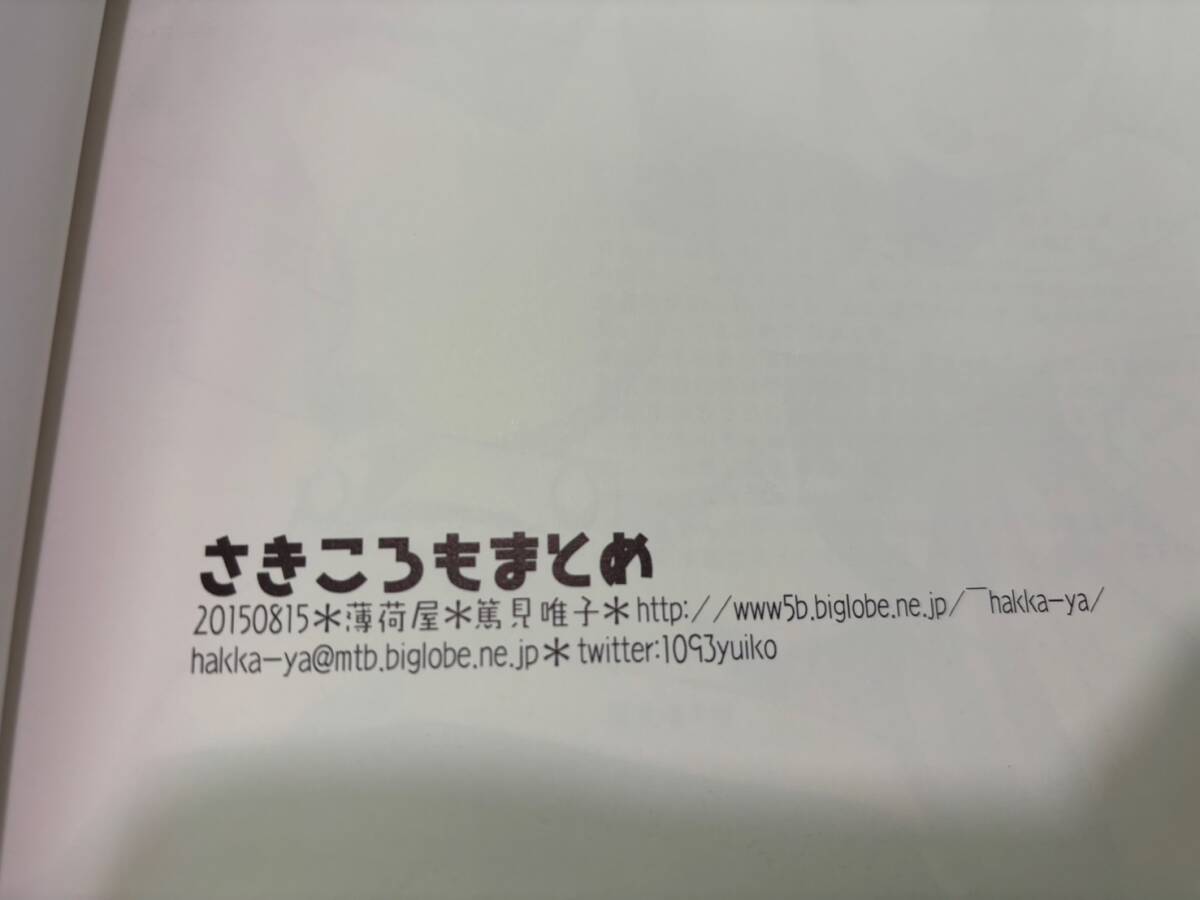 さきころもまとめ
20150815＊薄荷屋＊篤見唯子＊http://www5b.biglobe.ne.jp/‾hakka-ya/
hakka-ya@mtb.biglobe.ne.jp＊twitter:1093yuiko